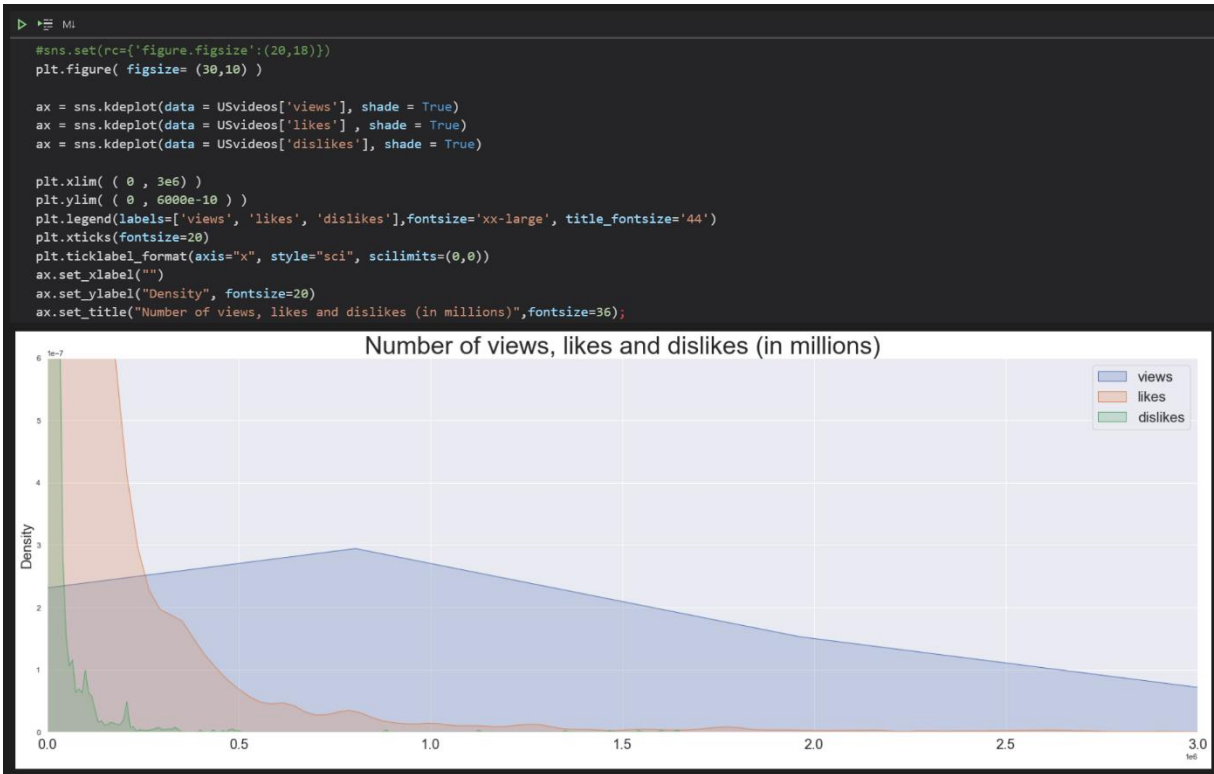 M↓
#sns.set(rc={'figure.figsize':(20,18)})
plt.figure( figsize= (30,10) )
ax = sns.kdeplot(data = USvideos['views'], shade = True)
ax = sns.kdeplot(data = USvideos['likes'] , shade = True)
ax = sns.kdeplot(data = USvideos['dislikes'], shade = True)
plt.xlim( ( 0 , 3e6) )
plt.ylim( ( 0 , 6000e-10 ) )
plt.legend(labels=['views', 'likes', 'dislikes'],fontsize='xx-large', title_fontsize='44')
plt.xticks(fontsize=20)
plt.ticklabel_format(axis="x", style="sci", scilimits=(0,0))
ax.set_xlabel("")
ax.set_ylabel("Density", fontsize=20)
ax.set_title("Number of views, likes and dislikes (in millions)",fontsize=36);
Number of views, likes and dislikes (in millions)
1e-7
6
5
4
3
2
1
0
Density
views
likes
dislikes
0.0 0.5 1.0 1.5 2.0 2.5 3.0
1e6